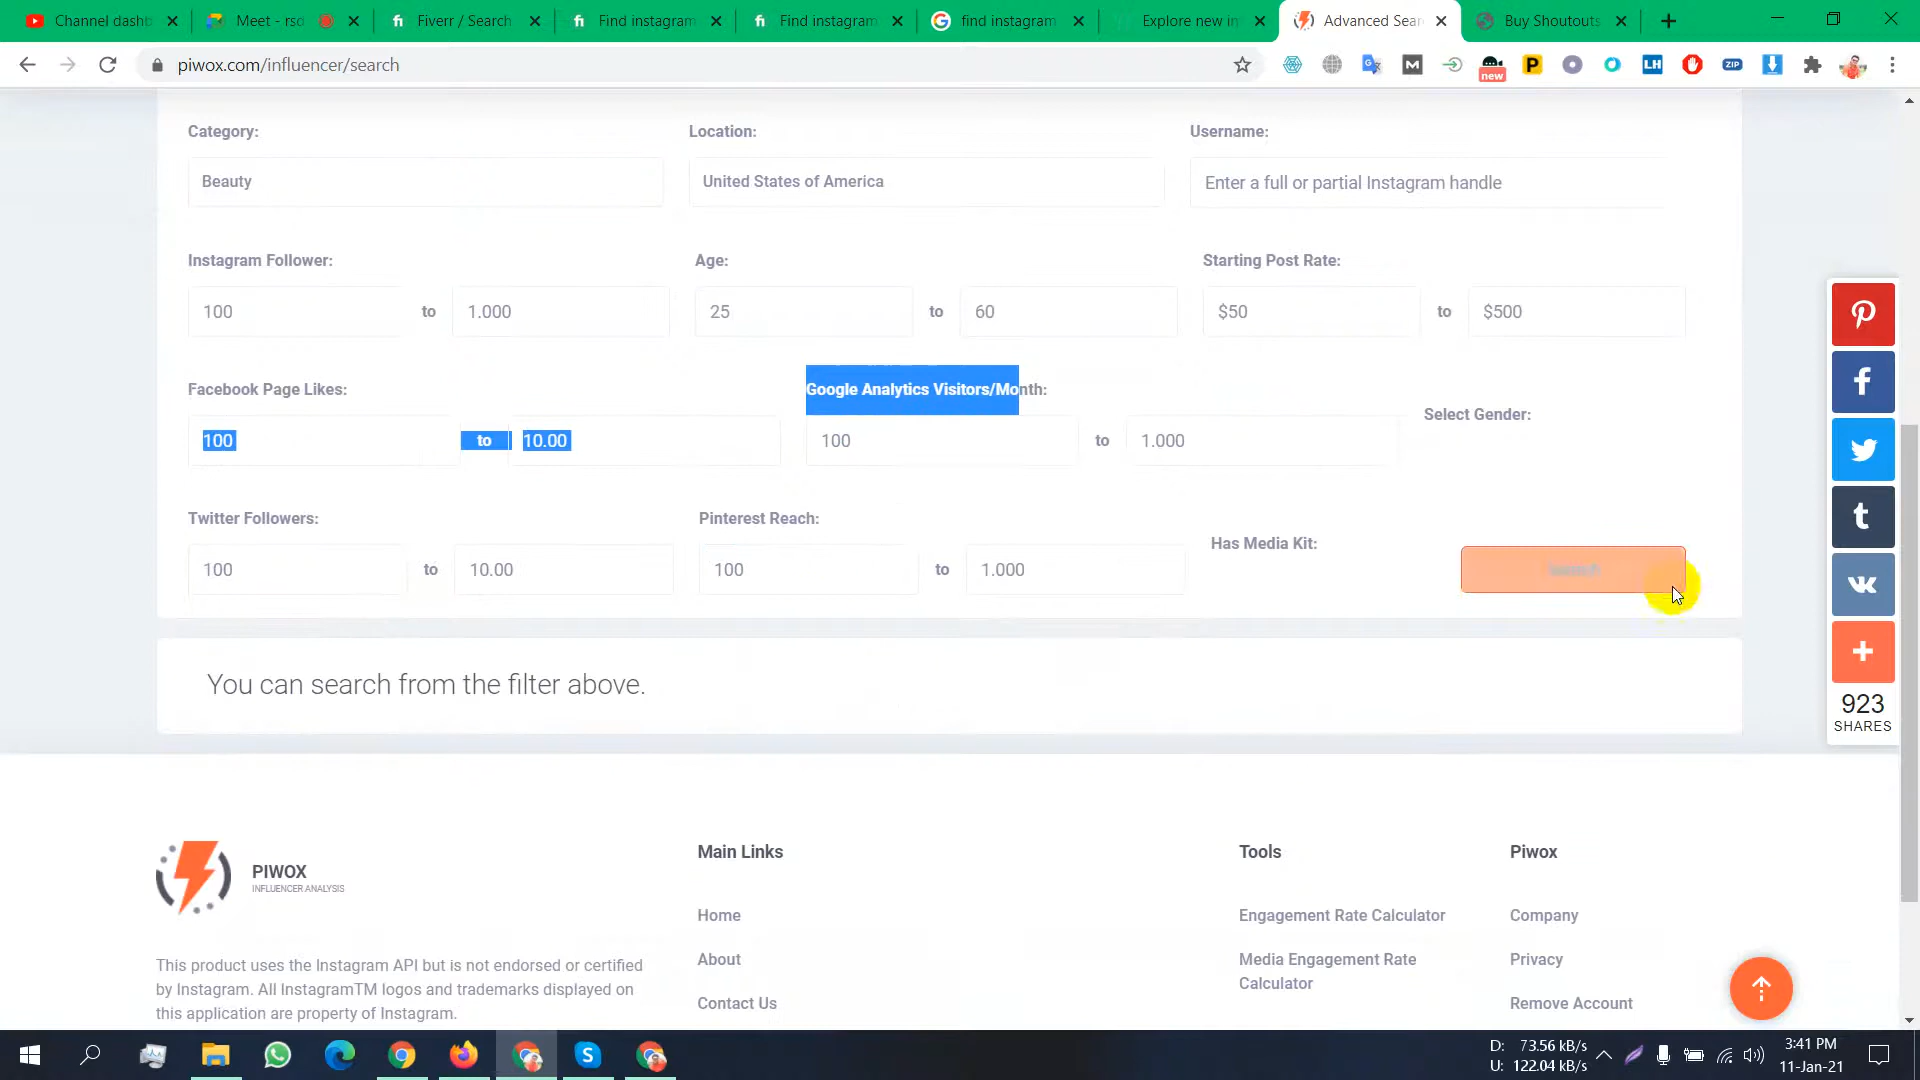 Channel dashb
Meet - rsd
Fiverr / Search
Find instagram
Find instagram
find instagram
Explore new in
Advanced Sear
Buy Shoutouts
piwox.com/influencer/search
new
P
M
LH
ZIP
Category:
Location:
Username:
Beauty
United States of America
Enter a full or partial Instagram handle
Instagram Follower:
Age:
Starting Post Rate:
100 to 1.000
25 to 60
$50 to $500
Facebook Page Likes:
Google Analytics Visitors/Month:
Select Gender:
100 to 10.00
100 to 1.000
Twitter Followers:
Pinterest Reach:
Has Media Kit:
100 to 10.00
100 to 1.000
923
SHARES
You can search from the filter above.
PIWOX
INFLUENCER ANALYSIS
This product uses the Instagram API but is not endorsed or certified
by Instagram. All InstagramTM logos and trademarks displayed on
this application are property of Instagram.
Main Links
Home
About
Contact Us
Tools
Engagement Rate Calculator
Media Engagement Rate
Calculator
Piwox
Company
Privacy
Remove Account
D: 73.56 kB/s
U: 122.04 kB/s
3:41 PM
11-Jan-21